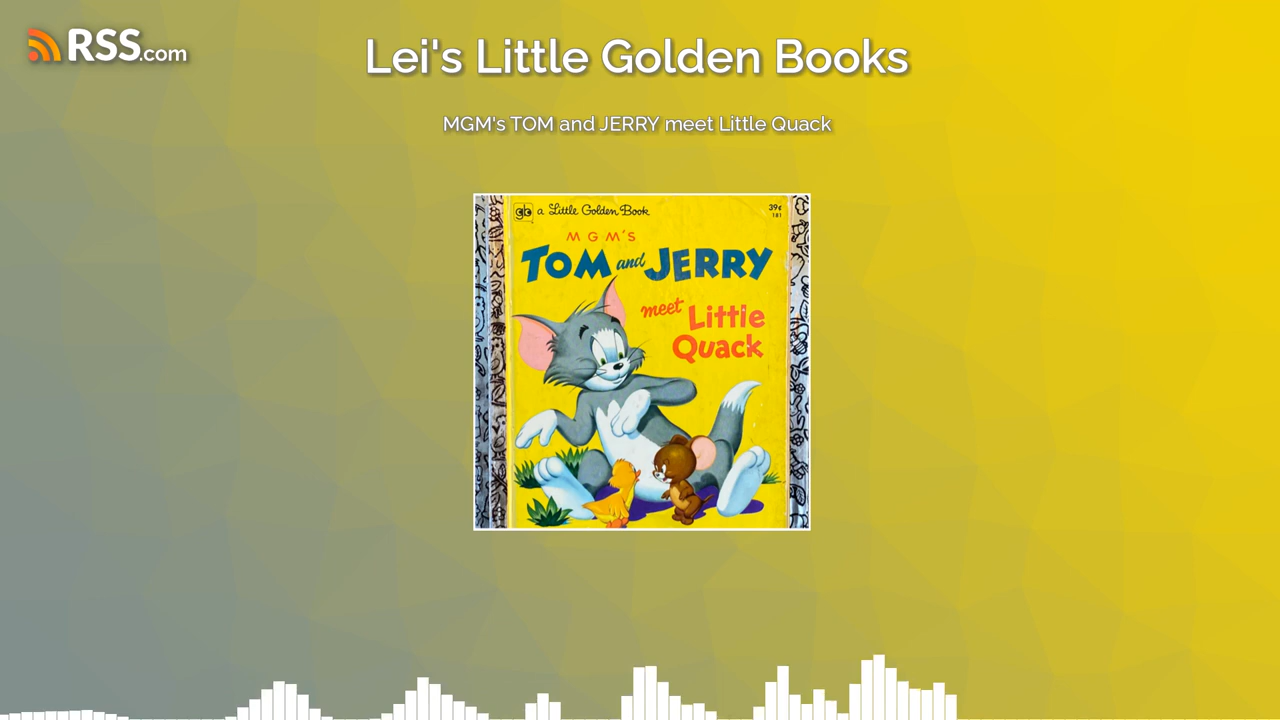 RSS.com
Lei's Little Golden Books
MGM's TOM and JERRY meet Little Quack
a Little Golden Book
39¢
181
MGM'S
TOM and JERRY
meet Little
Quack